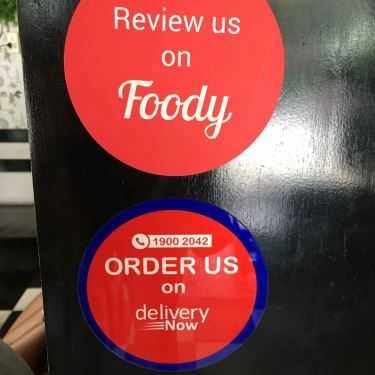 Review us
on
Foody
1900 2042
ORDER US
on
delivery
Now